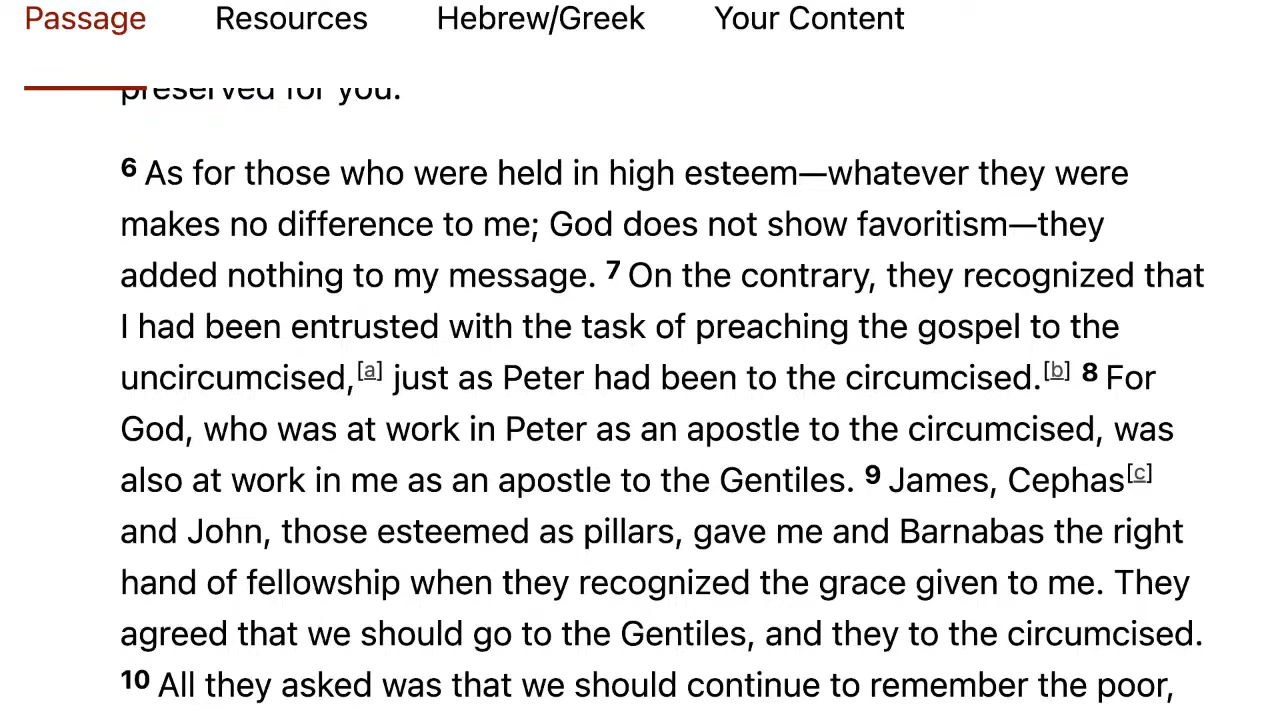 Passage Resources Hebrew/Greek Your Content
preserved for you.
6 As for those who were held in high esteem—whatever they were
makes no difference to me; God does not show favoritism—they
added nothing to my message. 7 On the contrary, they recognized that
I had been entrusted with the task of preaching the gospel to the
uncircumcised,[a] just as Peter had been to the circumcised.[b] 8 For
God, who was at work in Peter as an apostle to the circumcised, was
also at work in me as an apostle to the Gentiles. 9 James, Cephas[c]
and John, those esteemed as pillars, gave me and Barnabas the right
hand of fellowship when they recognized the grace given to me. They
agreed that we should go to the Gentiles, and they to the circumcised.
10 All they asked was that we should continue to remember the poor,